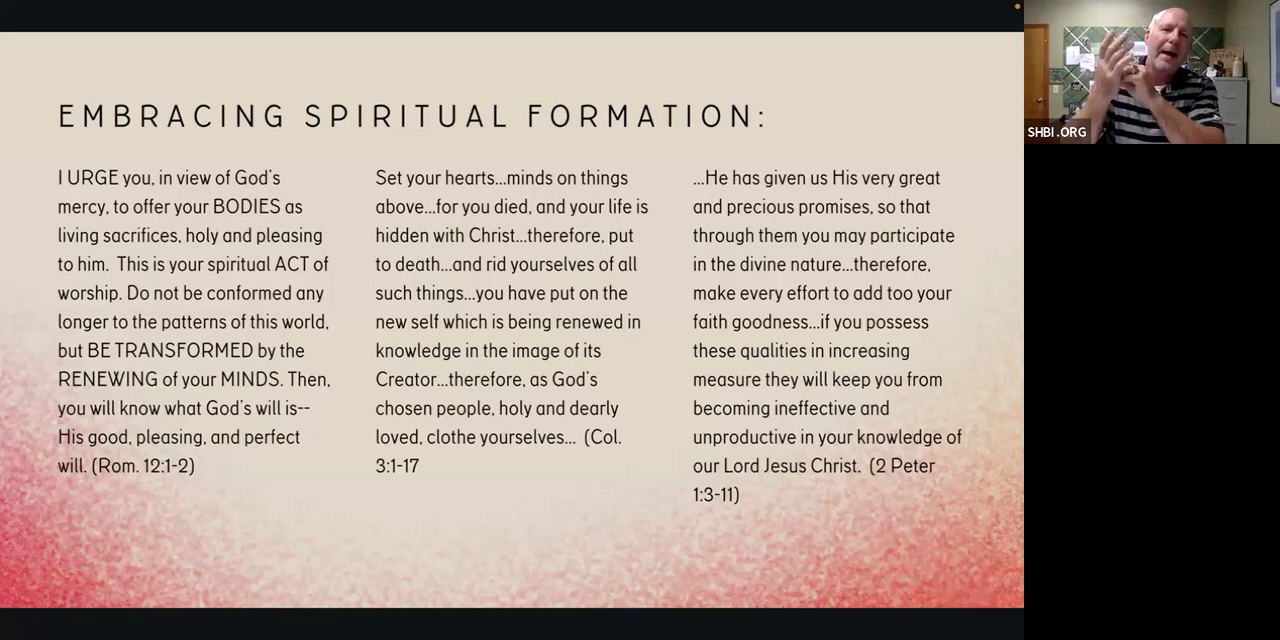 EMBRACING SPIRITUAL FORMATION:
I URGE you, in view of God's
mercy, to offer your BODIES as
living sacrifices, holy and pleasing
to him.  This is your spiritual ACT of
worship. Do not be conformed any
longer to the patterns of this world,
but BE TRANSFORMED by the
RENEWING of your MINDS. Then,
you will know what God's will is--
His good, pleasing, and perfect
will. (Rom. 12:1-2)
Set your hearts...minds on things
above...for you died, and your life is
hidden with Christ...therefore, put
to death...and rid yourselves of all
such things...you have put on the
new self which is being renewed in
knowledge in the image of its
Creator...therefore, as God's
chosen people, holy and dearly
loved, clothe yourselves...  (Col.
3:1-17
...He has given us His very great
and precious promises, so that
through them you may participate
in the divine nature...therefore,
make every effort to add too your
faith goodness...if you possess
these qualities in increasing
measure they will keep you from
becoming ineffective and
unproductive in your knowledge of
our Lord Jesus Christ.  (2 Peter
1:3-11)
SHBI.ORG